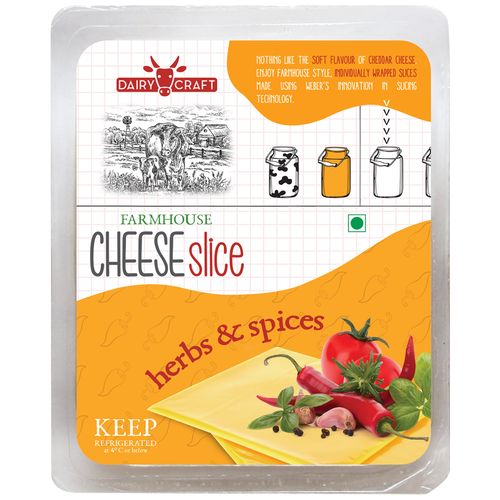 NOTHING LIKE THE SOFT FLAVOUR OF CHEDDAR CHEESE
ENJOY FARMHOUSE STYLE, INDIVIDUALLY WRAPPED SLICES
MADE USING WEBER'S INNOVATION IN SLICING
TECHNOLOGY.
DAIRY CRAFT
FARMHOUSE
CHEESE slice
herbs & spices
KEEP
REFRIGERATED
at 4º C or below